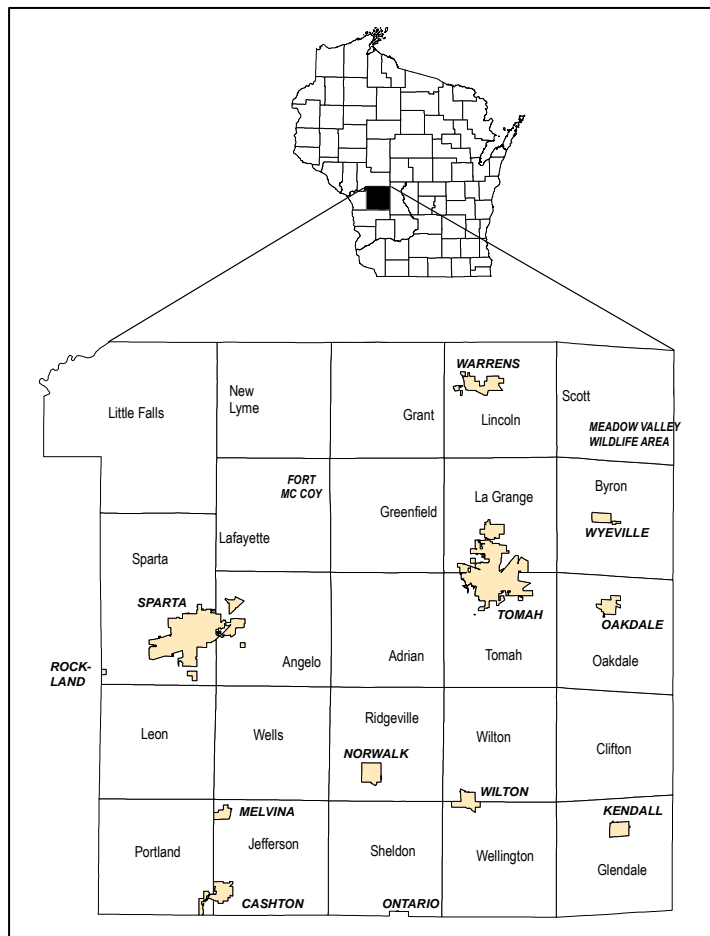 WARRENS
New
Lyme
Scott
Little Falls
Grant
Lincoln
MEADOW VALLEY
WILDLIFE AREA
FORT
MC COY
La Grange
Byron
Greenfield
Lafayette
WYEVILLE
Sparta
SPARTA
TOMAH
OAKDALE
ROCK-
LAND
Angelo
Adrian
Tomah
Oakdale
Leon
Wells
Ridgeville
Wilton
Clifton
NORWALK
WILTON
MELVINA
KENDALL
Portland
Jefferson
Sheldon
Wellington
Glendale
CASHTON
ONTARIO